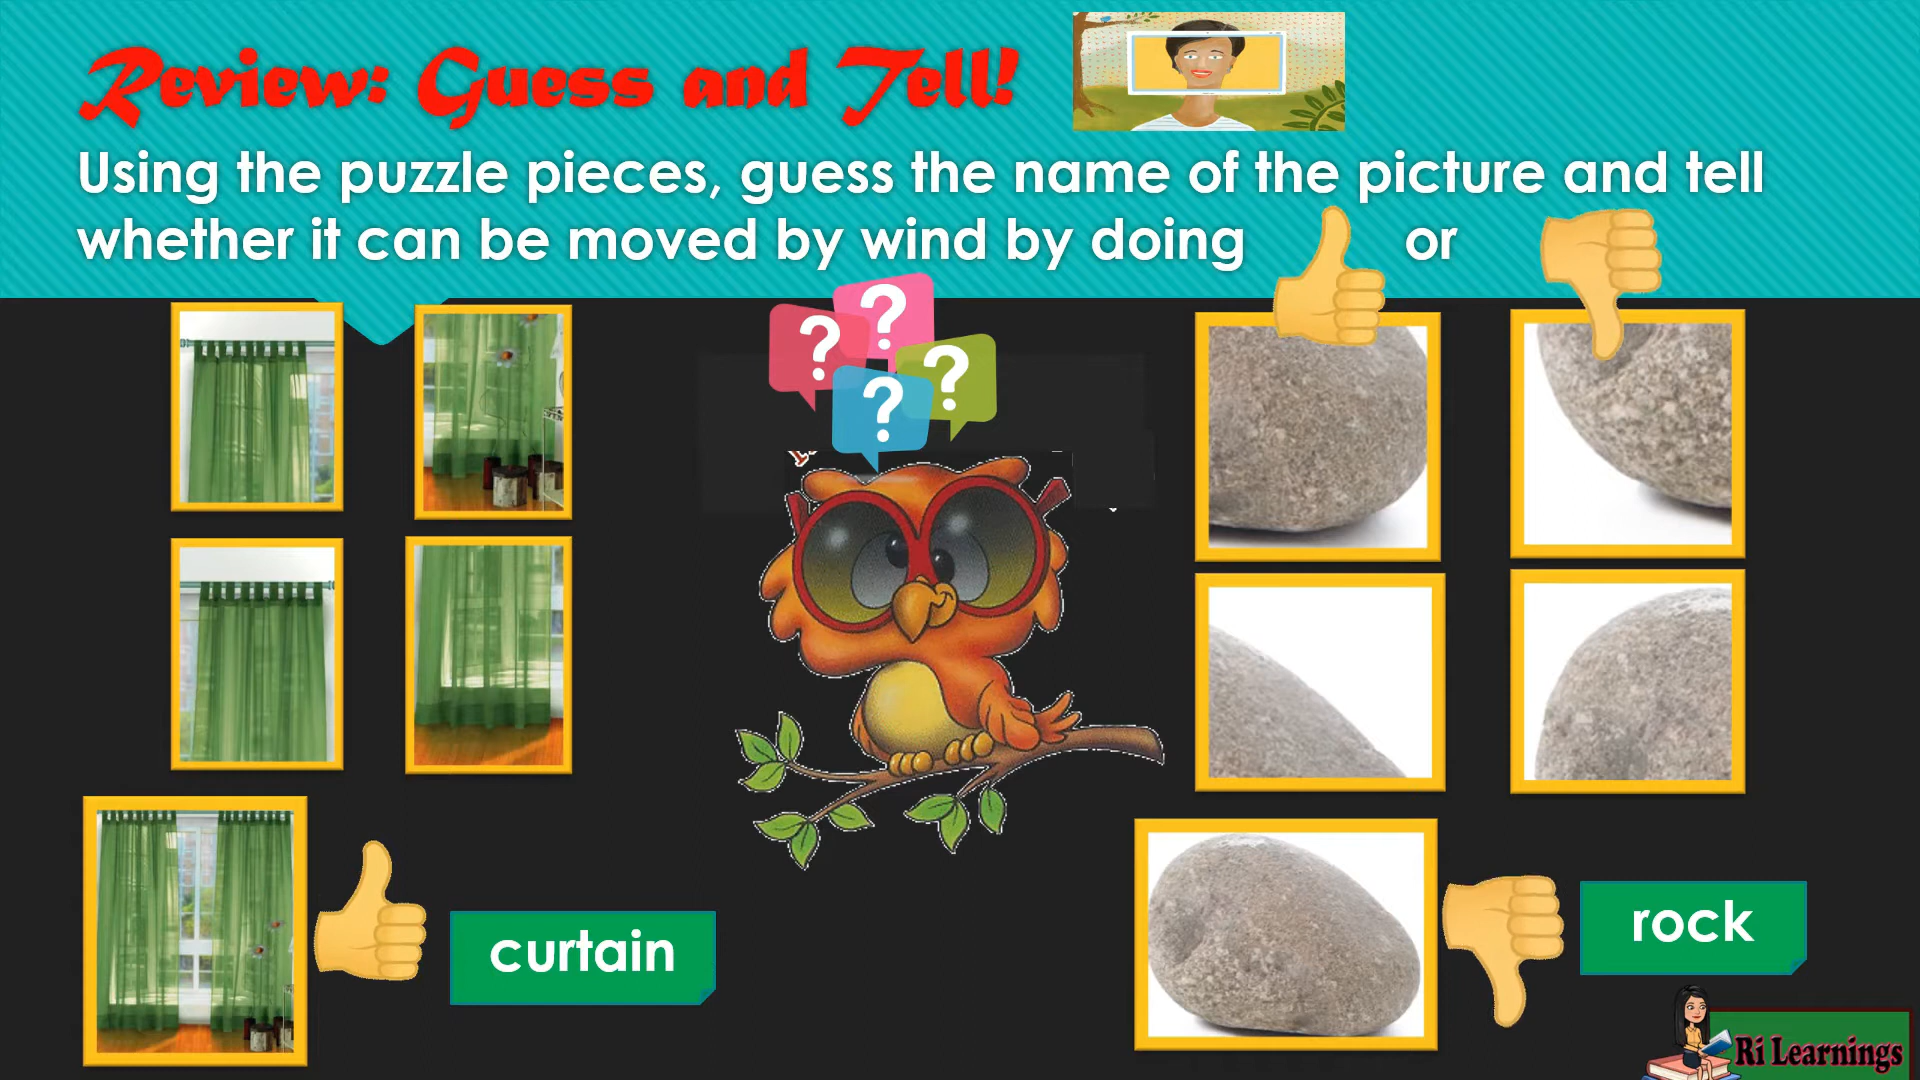 Review: Guess and Tell!
Using the puzzle pieces, guess the name of the picture and tell
whether it can be moved by wind by doing or
? ? ? ?
curtain
rock
Ri Learnings